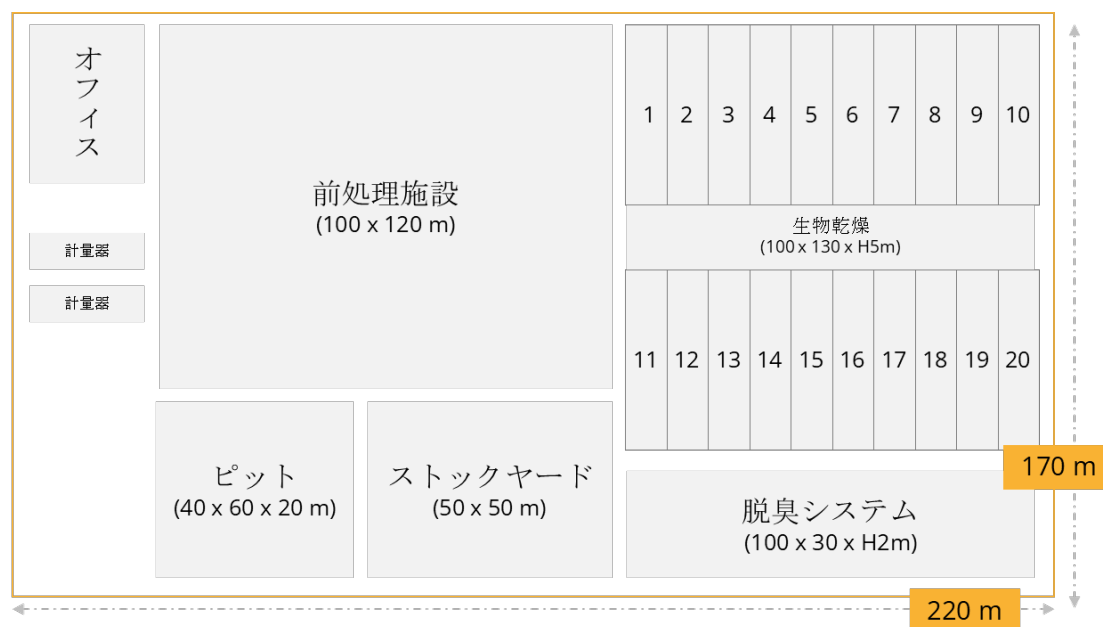 オフィス
計量器
計量器
前処理施設
(100 x 120 m)
1 2 3 4 5 6 7 8 9 10
生物乾燥
(100 x 130 x H5m)
11 12 13 14 15 16 17 18 19 20
ピット
(40 x 60 x 20 m)
ストックヤード
(50 x 50 m)
脱臭システム
(100 x 30 x H2m)
170 m
220 m